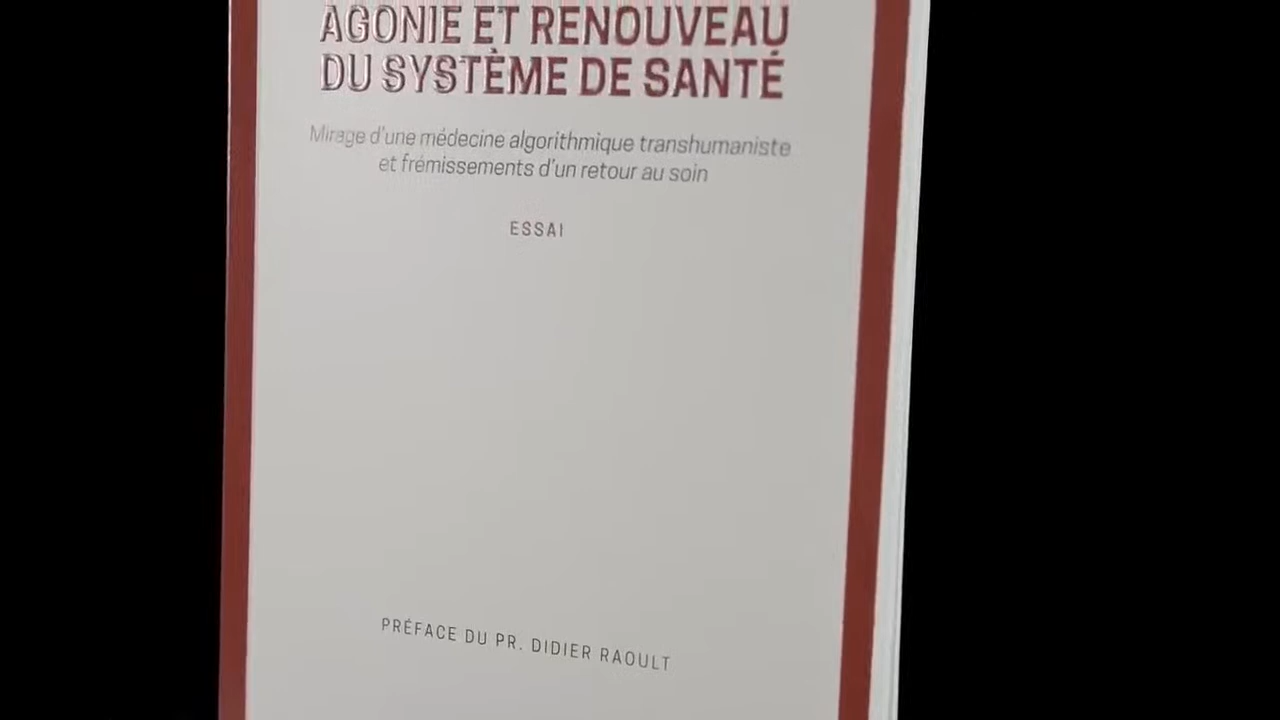 AGONIE ET RENOUVEAU
DU SYSTÈME DE SANTÉ
Mirage d'une médecine algorithmique transhumaniste
et frémissements d'un retour au soin
ESSAI
PRÉFACE DU PR. DIDIER RAOULT